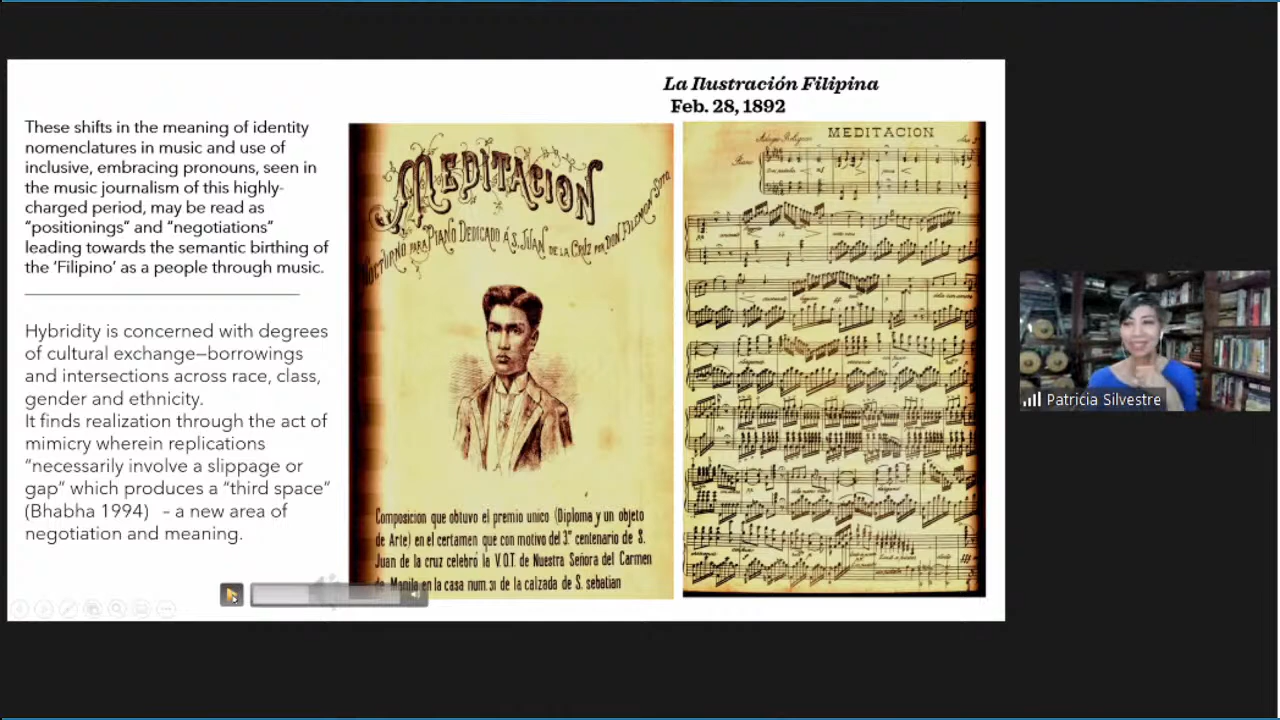 La Ilustración Filipina
Feb. 28, 1892
These shifts in the meaning of identity
nomenclatures in music and use of
inclusive, embracing pronouns, seen in
the music journalism of this highly-
charged period, may be read as
“positionings” and “negotiations”
leading towards the semantic birthing of
the ‘Filipino’ as a people through music.
Hybridity is concerned with degrees
of cultural exchange—borrowings
and intersections across race, class,
gender and ethnicity.
It finds realization through the act of
mimicry wherein replications
“necessarily involve a slippage or
gap” which produces a “third space”
(Bhabha 1994) – a new area of
negotiation and meaning.
MEDITACION
NOCTURNO PARA PIANO DEDICADO Á S. JUAN DE LA CRUZ POR DON FILEMON
Composicion que obtuvo el premio unico (Diploma y un objeto
de Arte) en el certamen que con motivo del 3.er centenario de S.
Juan de la cruz celebró la V.O.T. de Nuestra Señora del Carmen
de Manila en la casa num. 31 de la calzada de S. sebatian
MEDITACION
Piano
Patricia Silvestre